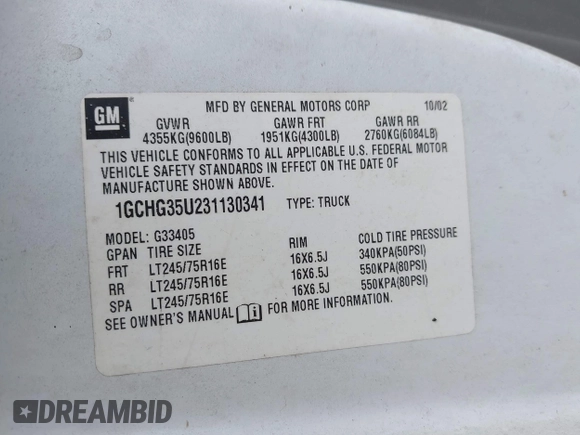 GM
MFD BY GENERAL MOTORS CORP 10/02
GVWR GAWR FRT GAWR RR
4355KG(9600LB) 1951KG(4300LB) 2760KG(6084LB)
THIS VEHICLE CONFORMS TO ALL APPLICABLE U.S. FEDERAL MOTOR
VEHICLE SAFETY STANDARDS IN EFFECT ON THE DATE OF
MANUFACTURE SHOWN ABOVE.
1GCHG35U231130341 TYPE: TRUCK
MODEL: G33405
GPAN TIRE SIZE RIM COLD TIRE PRESSURE
FRT LT245/75R16E 16X6.5J 340KPA(50PSI)
RR LT245/75R16E 16X6.5J 550KPA(80PSI)
SPA LT245/75R16E 16X6.5J 550KPA(80PSI)
SEE OWNER'S MANUAL i FOR MORE INFORMATION.
DREAMBID